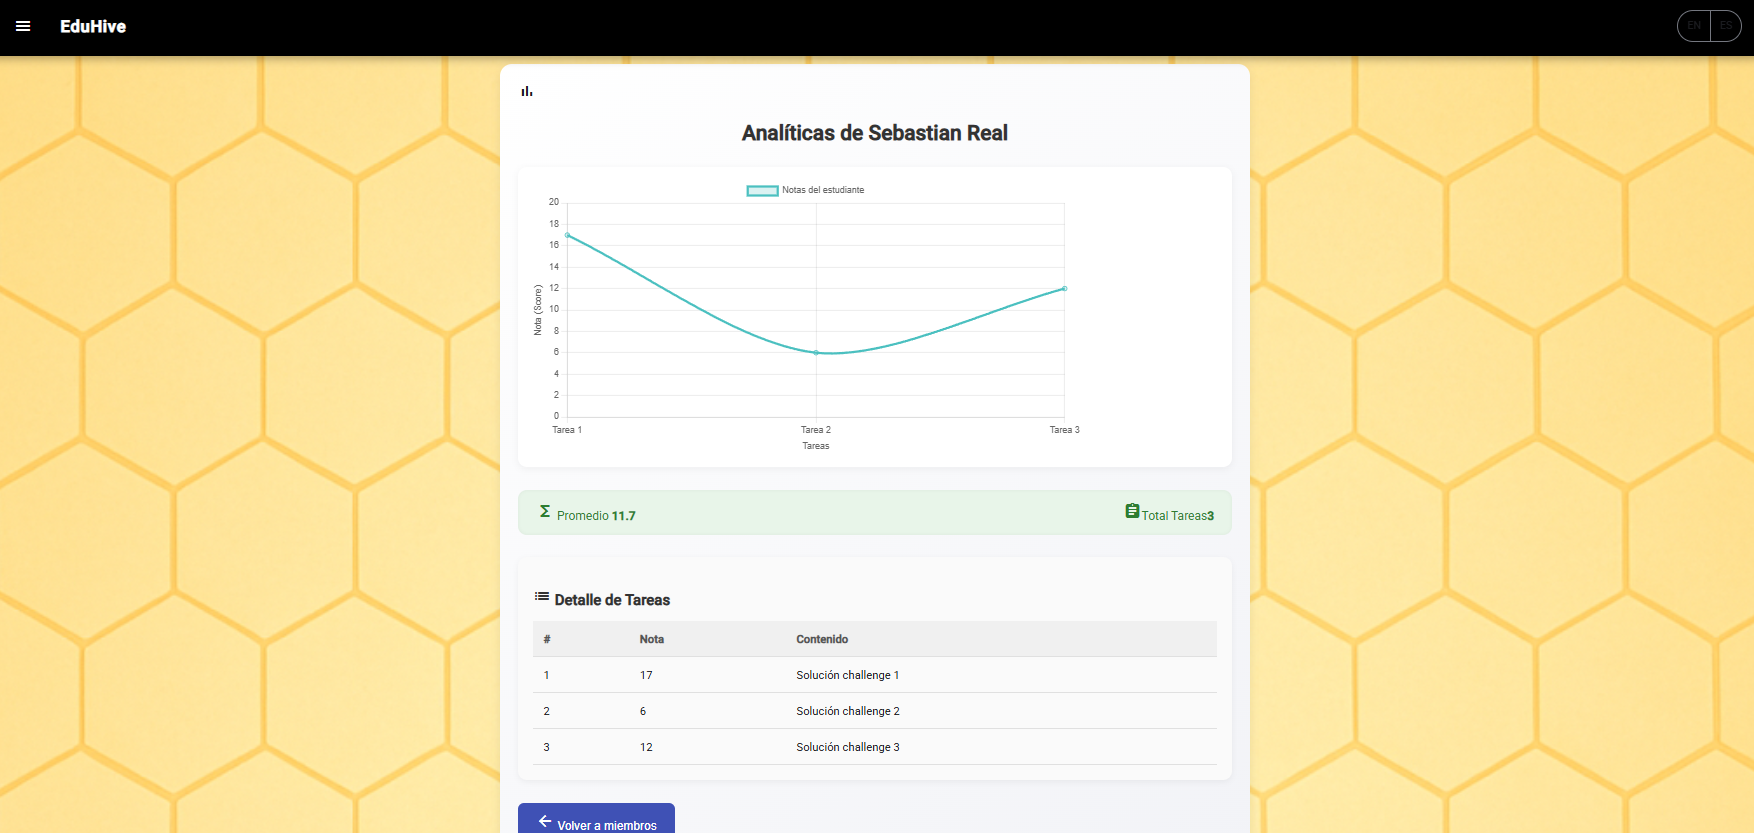 EduHive
EN ES
Analíticas de Sebastian Real
Notas del estudiante
20
18
16
14
12
10
8
6
4
2
0
Nota (Score)
Tarea 1 Tarea 2 Tarea 3
Tareas
Promedio 11.7 Total Tareas3
Detalle de Tareas
# Nota Contenido
1 17 Solución challenge 1
2 6 Solución challenge 2
3 12 Solución challenge 3
Volver a miembros